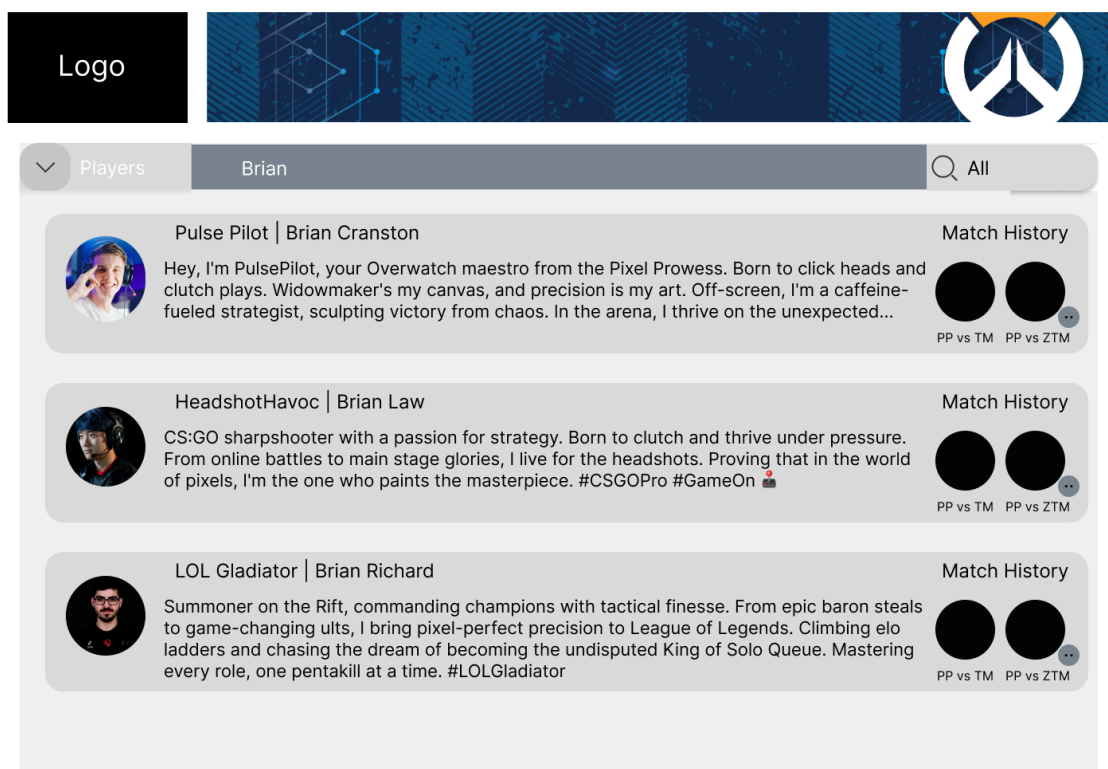 Logo
Players
Brian
All
Pulse Pilot | Brian Cranston
Match History
Hey, I'm PulsePilot, your Overwatch maestro from the Pixel Prowess. Born to click heads and
clutch plays. Widowmaker's my canvas, and precision is my art. Off-screen, I'm a caffeine-
fueled strategist, sculpting victory from chaos. In the arena, I thrive on the unexpected...
PP vs TM
PP vs ZTM
HeadshotHavoc | Brian Law
Match History
CS:GO sharpshooter with a passion for strategy. Born to clutch and thrive under pressure.
From online battles to main stage glories, I live for the headshots. Proving that in the world
of pixels, I'm the one who paints the masterpiece. #CSGOPro #GameOn 🕹️
PP vs TM
PP vs ZTM
LOL Gladiator | Brian Richard
Match History
Summoner on the Rift, commanding champions with tactical finesse. From epic baron steals
to game-changing ults, I bring pixel-perfect precision to League of Legends. Climbing elo
ladders and chasing the dream of becoming the undisputed King of Solo Queue. Mastering
every role, one pentakill at a time. #LOLGladiator
PP vs TM
PP vs ZTM